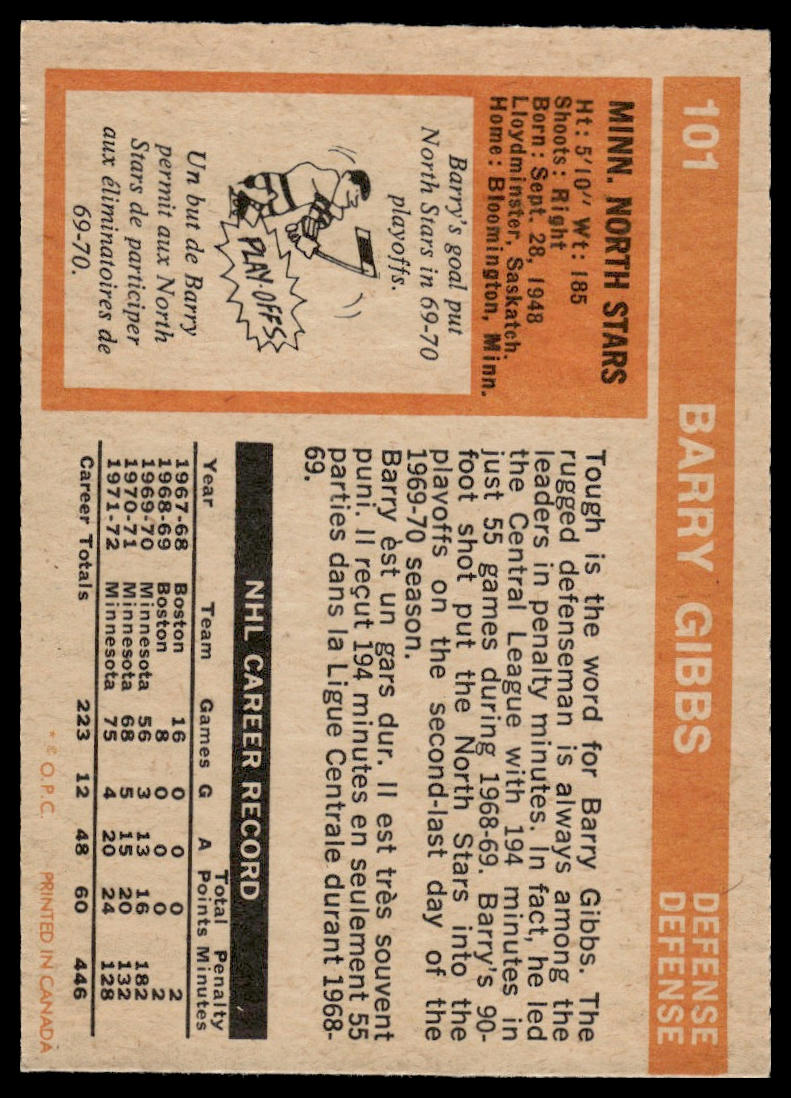 101 BARRY GIBBS DEFENSE
DEFENSE
MINN. NORTH STARS
Ht: 5'10" Wt: 185
Shoots: Right
Born: Sept. 28, 1948
Lloydminster, Saskatch.
Home: Bloomington, Minn.
Barry's goal put
North Stars in 69-70
playoffs.
PLAY-OFFS
Un but de Barry
permit aux North
Stars de participer
aux éliminatoires de
69-70.
Tough is the word for Barry Gibbs. The
rugged defenseman is always among the
leaders in penalty minutes. In fact, he led
the Central League with 194 minutes in
just 55 games during 1968-69. Barry's 90-
foot shot put the North Stars into the
playoffs on the second-last day of the
1969-70 season.
Barry èst un gars dur. Il est très souvent
puni. Il reçut 194 minutes en seulement 55
parties dans la Ligue Centrale durant 1968-
69.
NHL CAREER RECORD
Total Penalty
Year Team Games G A Points Minutes
1967-68 Boston 16 0 0 0 2
1968-69 Boston 8 0 0 0 2
1969-70 Minnesota 56 3 13 16 182
1970-71 Minnesota 68 5 15 20 132
1971-72 Minnesota 75 4 20 24 128
Career Totals 223 12 48 60 446
* © O.P.C. PRINTED IN CANADA